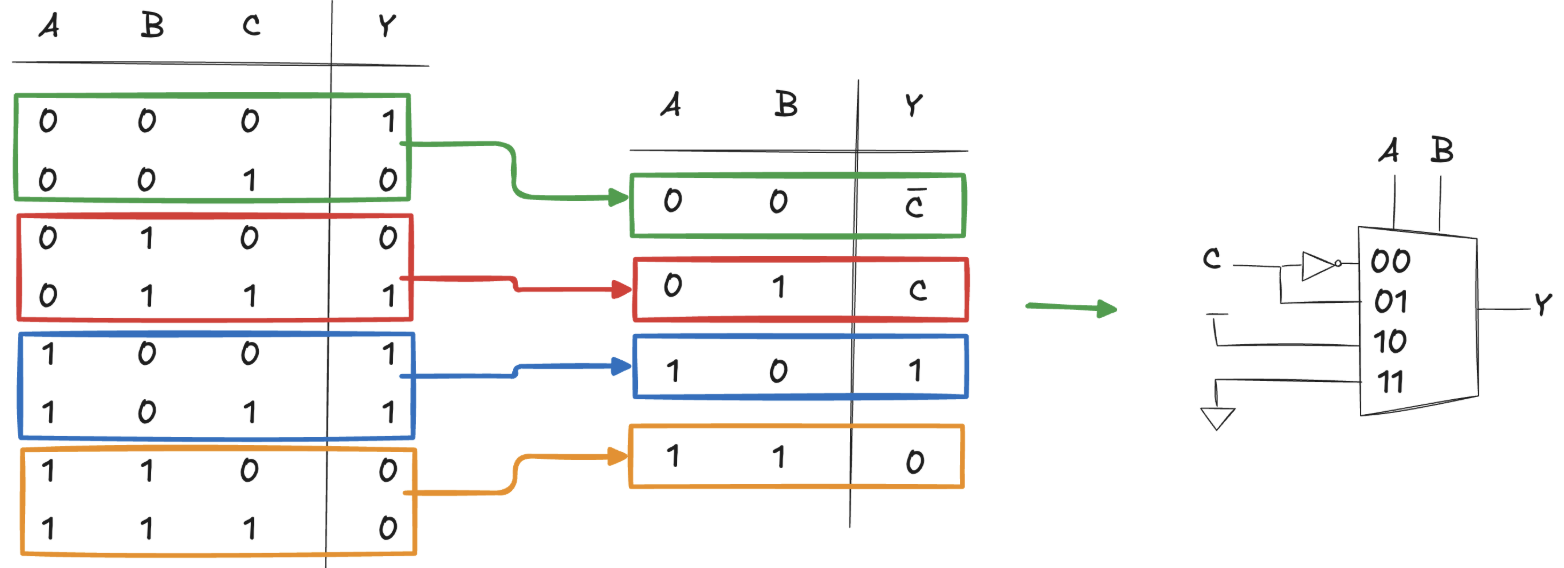 A B C Y
0 0 0 1
0 0 1 0
0 1 0 0
0 1 1 1
1 0 0 1
1 0 1 1
1 1 0 0
1 1 1 0
A B Y
0 0 c̅
0 1 c
1 0 1
1 1 0
A B
C 00
01
10
11
Y